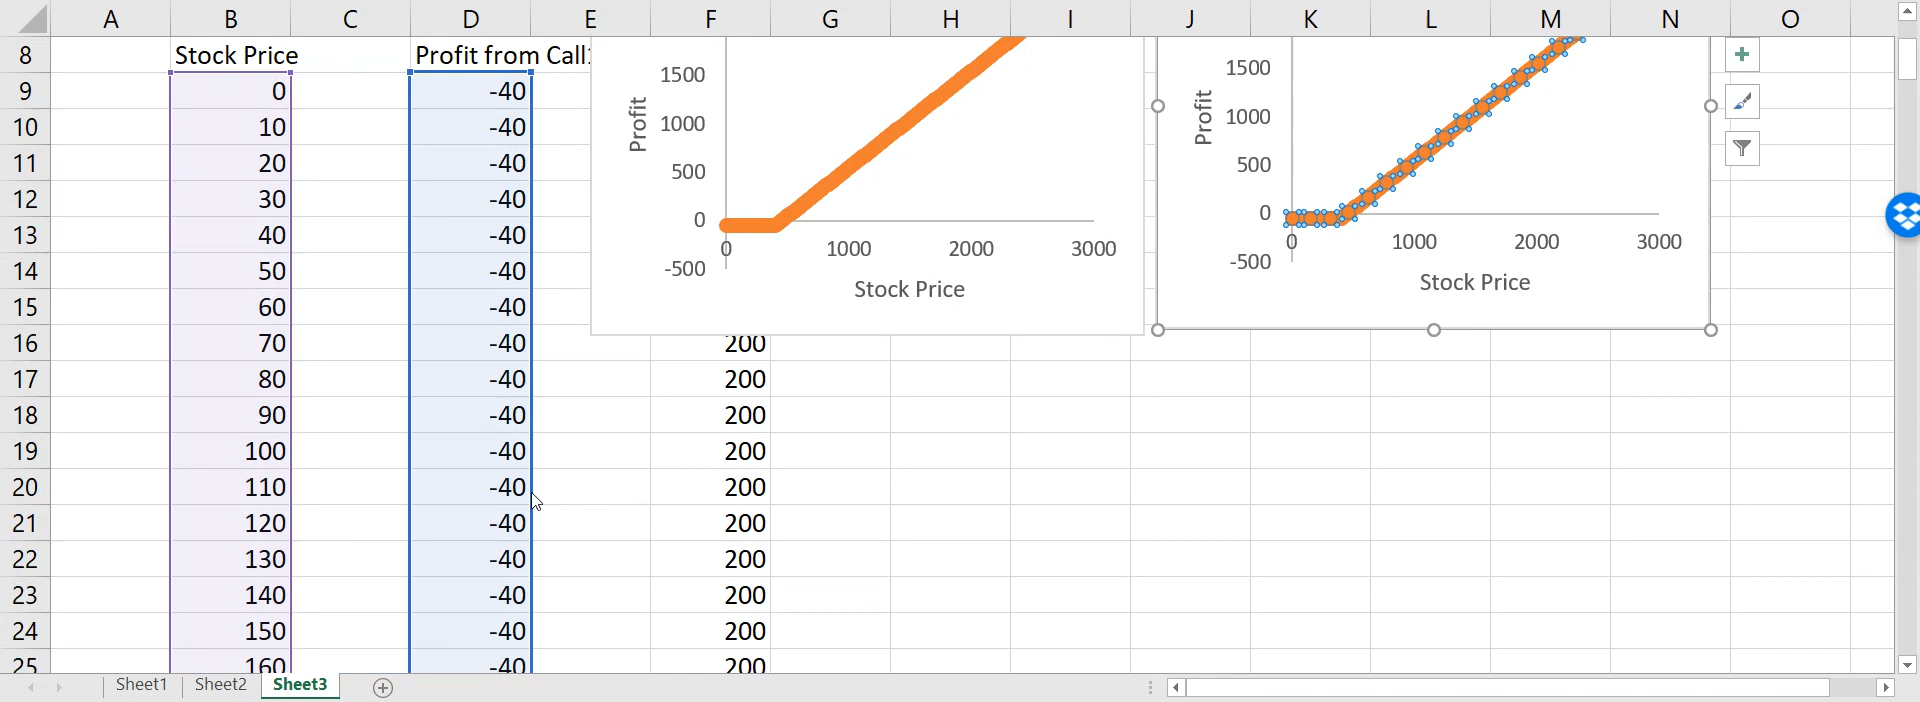 A B C D E F G H I J K L M N O
8 Stock Price Profit from Call
9 0 -40
10 10 -40
11 20 -40
12 30 -40
13 40 -40
14 50 -40
15 60 -40
16 70 -40 200
17 80 -40 200
18 90 -40 200
19 100 -40 200
20 110 -40 200
21 120 -40 200
22 130 -40 200
23 140 -40 200
24 150 -40 200
25 160 -40 200
Profit
1500
1000
500
0
-500
0 1000 2000 3000
Stock Price
Profit
1500
1000
500
0
-500
0 1000 2000 3000
Stock Price
Sheet1 Sheet2 Sheet3